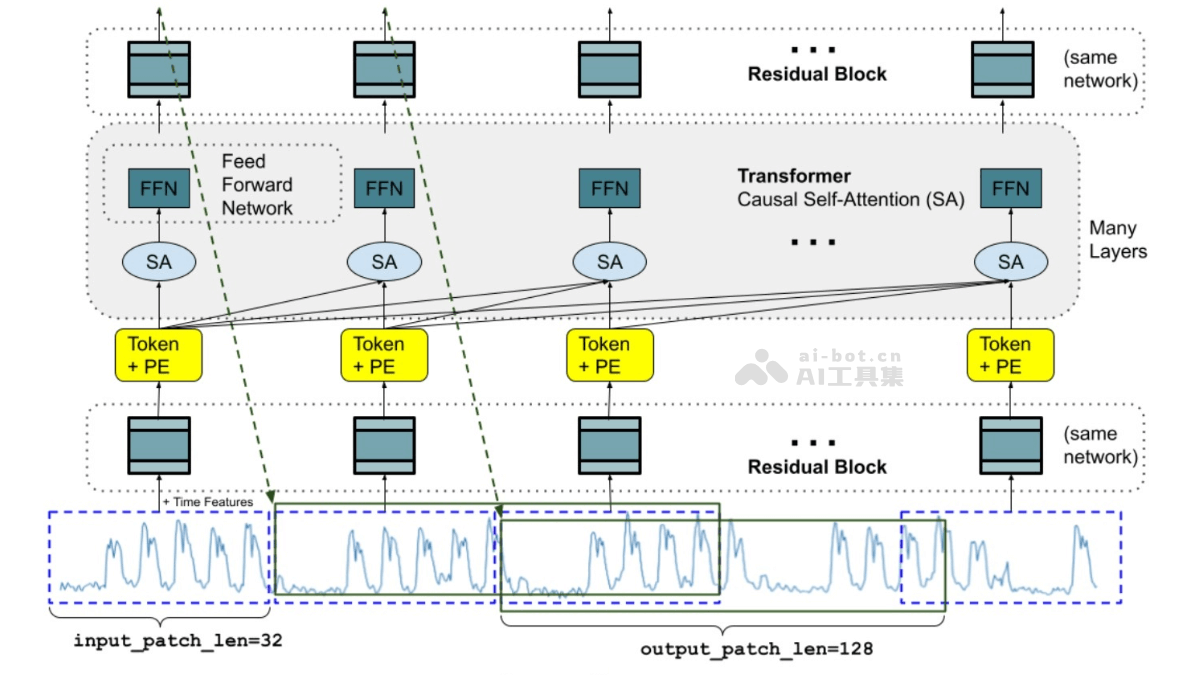 ...
Residual Block
(same
network)
Feed
Forward
Network
FFN
FFN
FFN
FFN
Transformer
Causal Self-Attention (SA)
...
SA
SA
SA
SA
Many
Layers
Token
+ PE
Token
+ PE
Token
+ PE
Token
+ PE
ai-bot.cn
AI工具集
...
Residual Block
(same
network)
+ Time Features
input_patch_len=32
output_patch_len=128